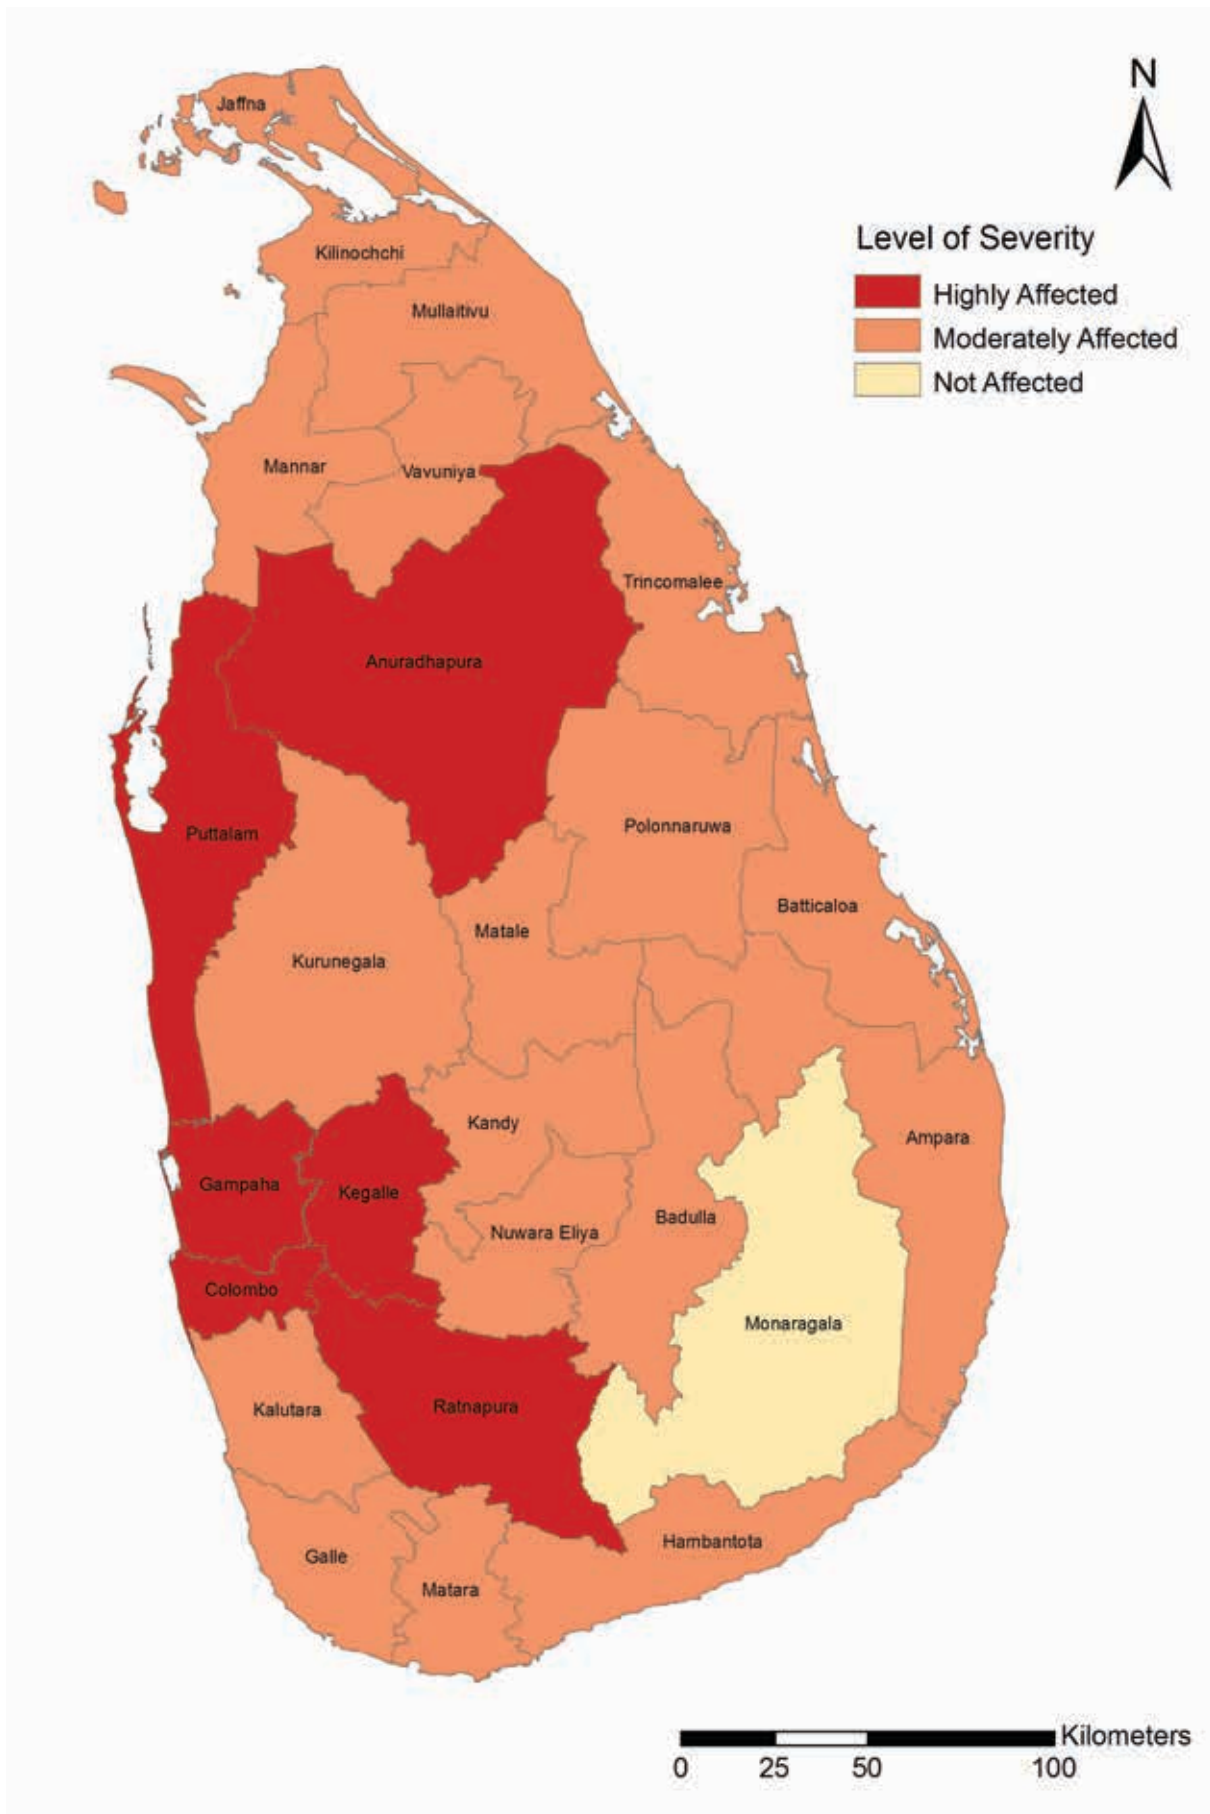 N
Jaffna
Level of Severity
Kilinochchi
Highly Affected
Mullaitivu
Moderately Affected
Not Affected
Mannar
Vavuniya
Trincomalee
Anuradhapura
Polonnaruwa
Puttalam
Batticaloa
Matale
Kurunegala
Kandy
Ampara
Gampaha
Kegalle
Badulla
Nuwara Eliya
Colombo
Monaragala
Ratnapura
Kalutara
Hambantota
Galle
Matara
Kilometers
0 25 50 100